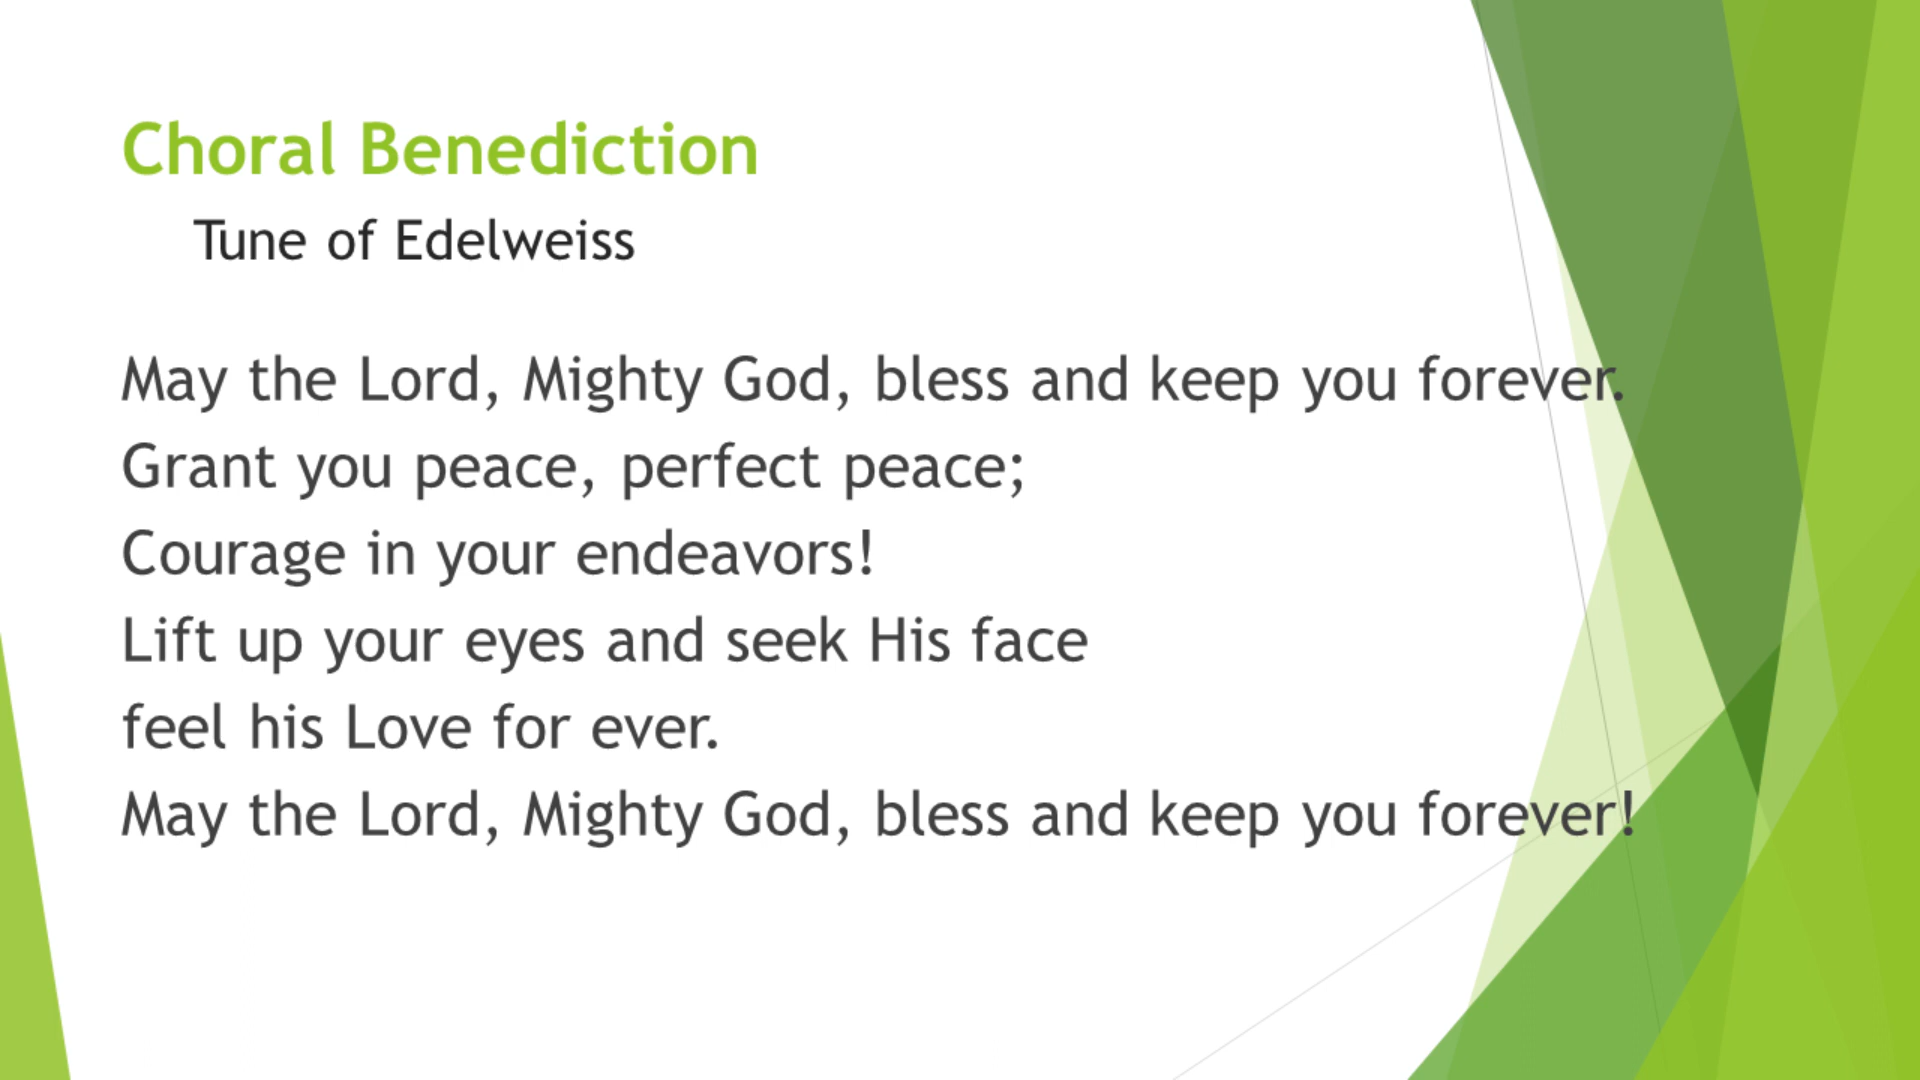 Choral Benediction
Tune of Edelweiss
May the Lord, Mighty God, bless and keep you forever.
Grant you peace, perfect peace;
Courage in your endeavors!
Lift up your eyes and seek His face
feel his Love for ever.
May the Lord, Mighty God, bless and keep you forever!